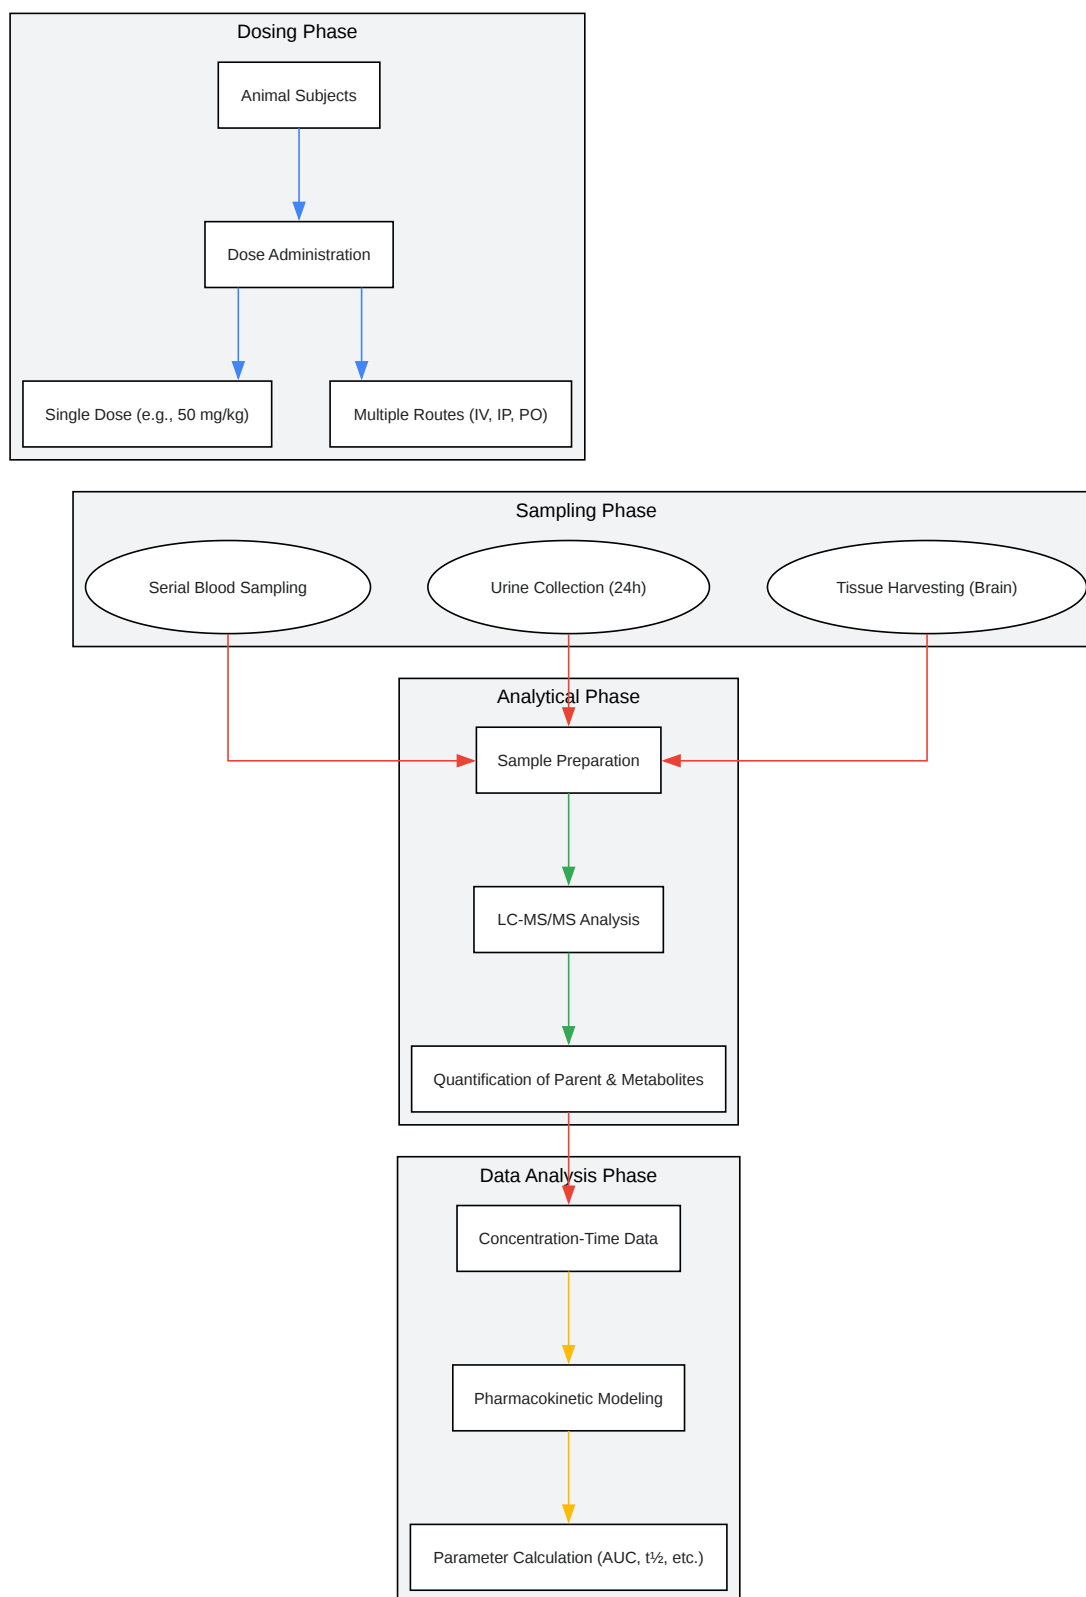 Dosing Phase
Animal Subjects
Dose Administration
Single Dose (e.g., 50 mg/kg)
Multiple Routes (IV, IP, PO)
Sampling Phase
Serial Blood Sampling
Urine Collection (24h)
Tissue Harvesting (Brain)
Analytical Phase
Sample Preparation
LC-MS/MS Analysis
Quantification of Parent & Metabolites
Data Analysis Phase
Concentration-Time Data
Pharmacokinetic Modeling
Parameter Calculation (AUC, t½, etc.)